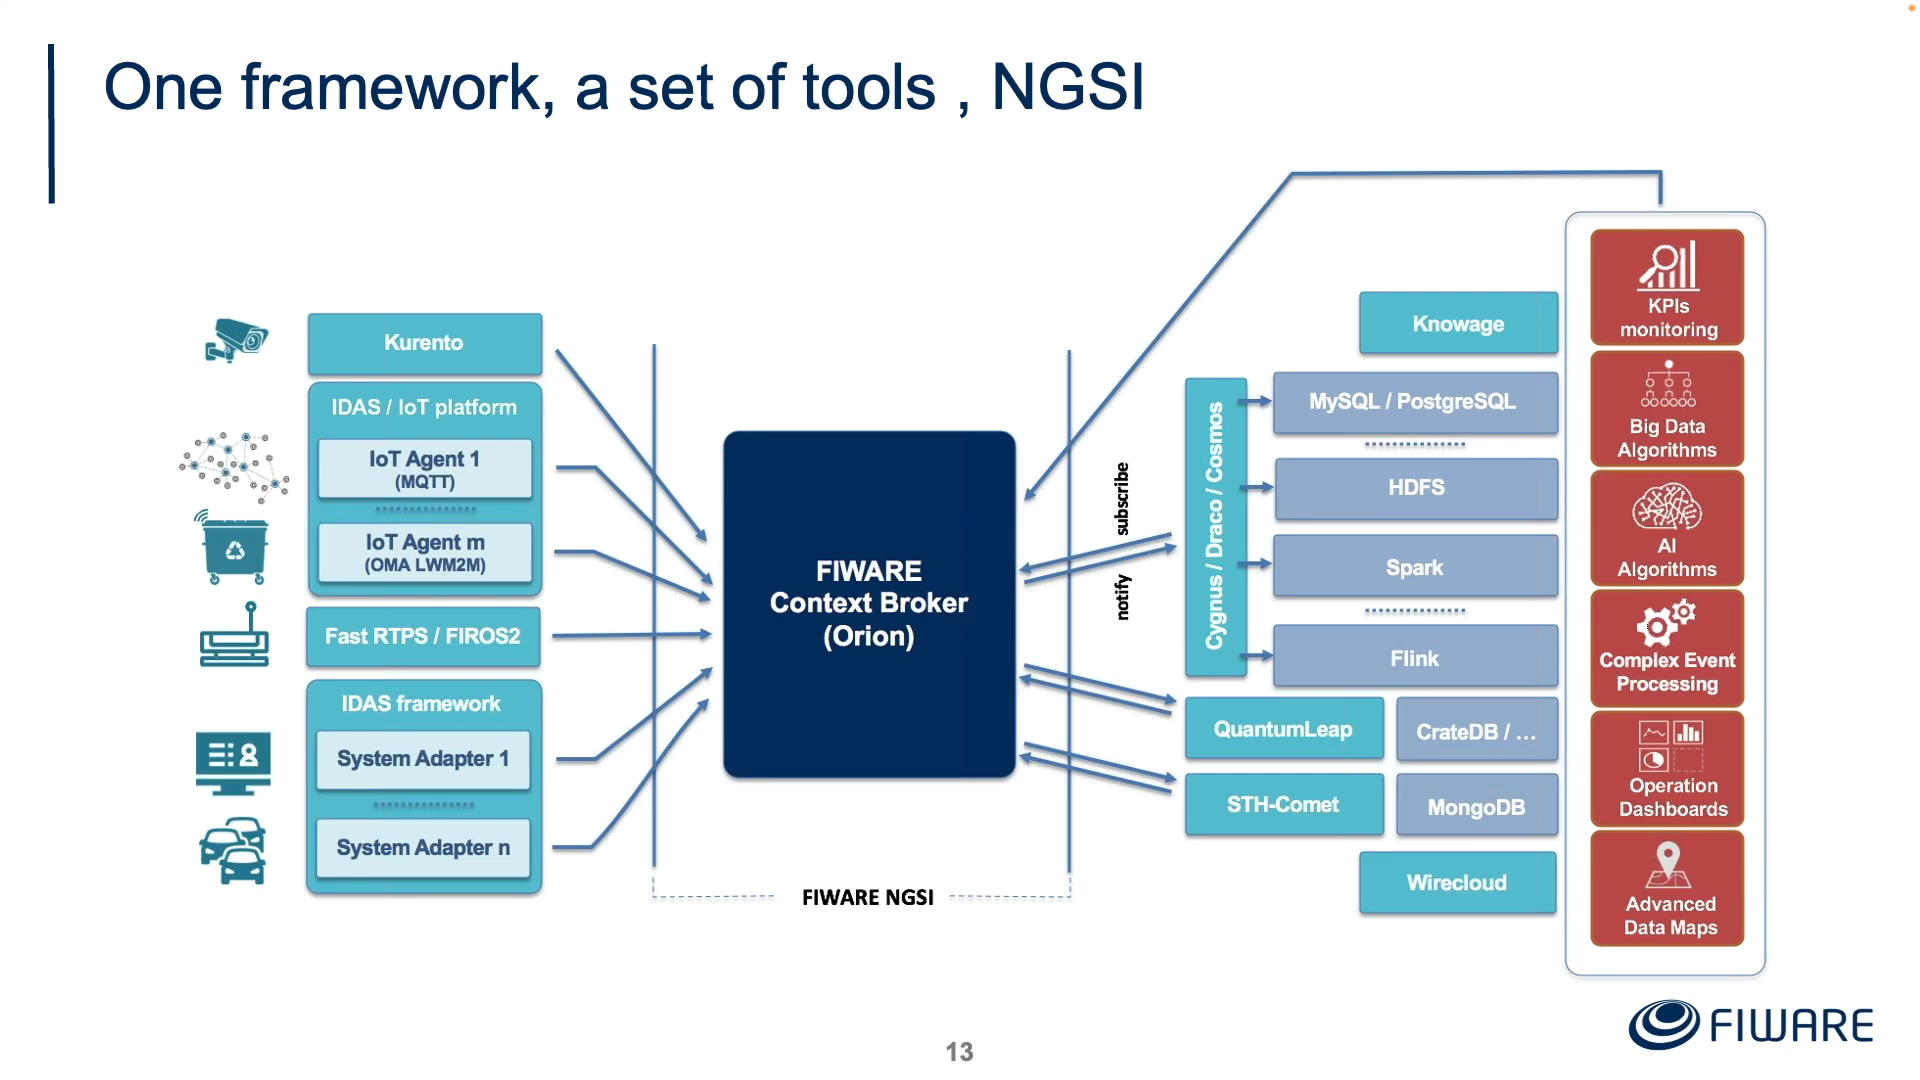 One framework, a set of tools , NGSI
Kurento
IDAS / IoT platform
IoT Agent 1
(MQTT)
IoT Agent m
(OMA LWM2M)
Fast RTPS / FIROS2
IDAS framework
System Adapter 1
System Adapter n
FIWARE
Context Broker
(Orion)
FIWARE NGSI
subscribe
notify
Cygnus / Draco / Cosmos
Knowage
MySQL / PostgreSQL
HDFS
Spark
Flink
QuantumLeap
CrateDB / ...
STH-Comet
MongoDB
Wirecloud
KPIs
monitoring
Big Data
Algorithms
AI
Algorithms
Complex Event
Processing
Operation
Dashboards
Advanced
Data Maps
FIWARE
13